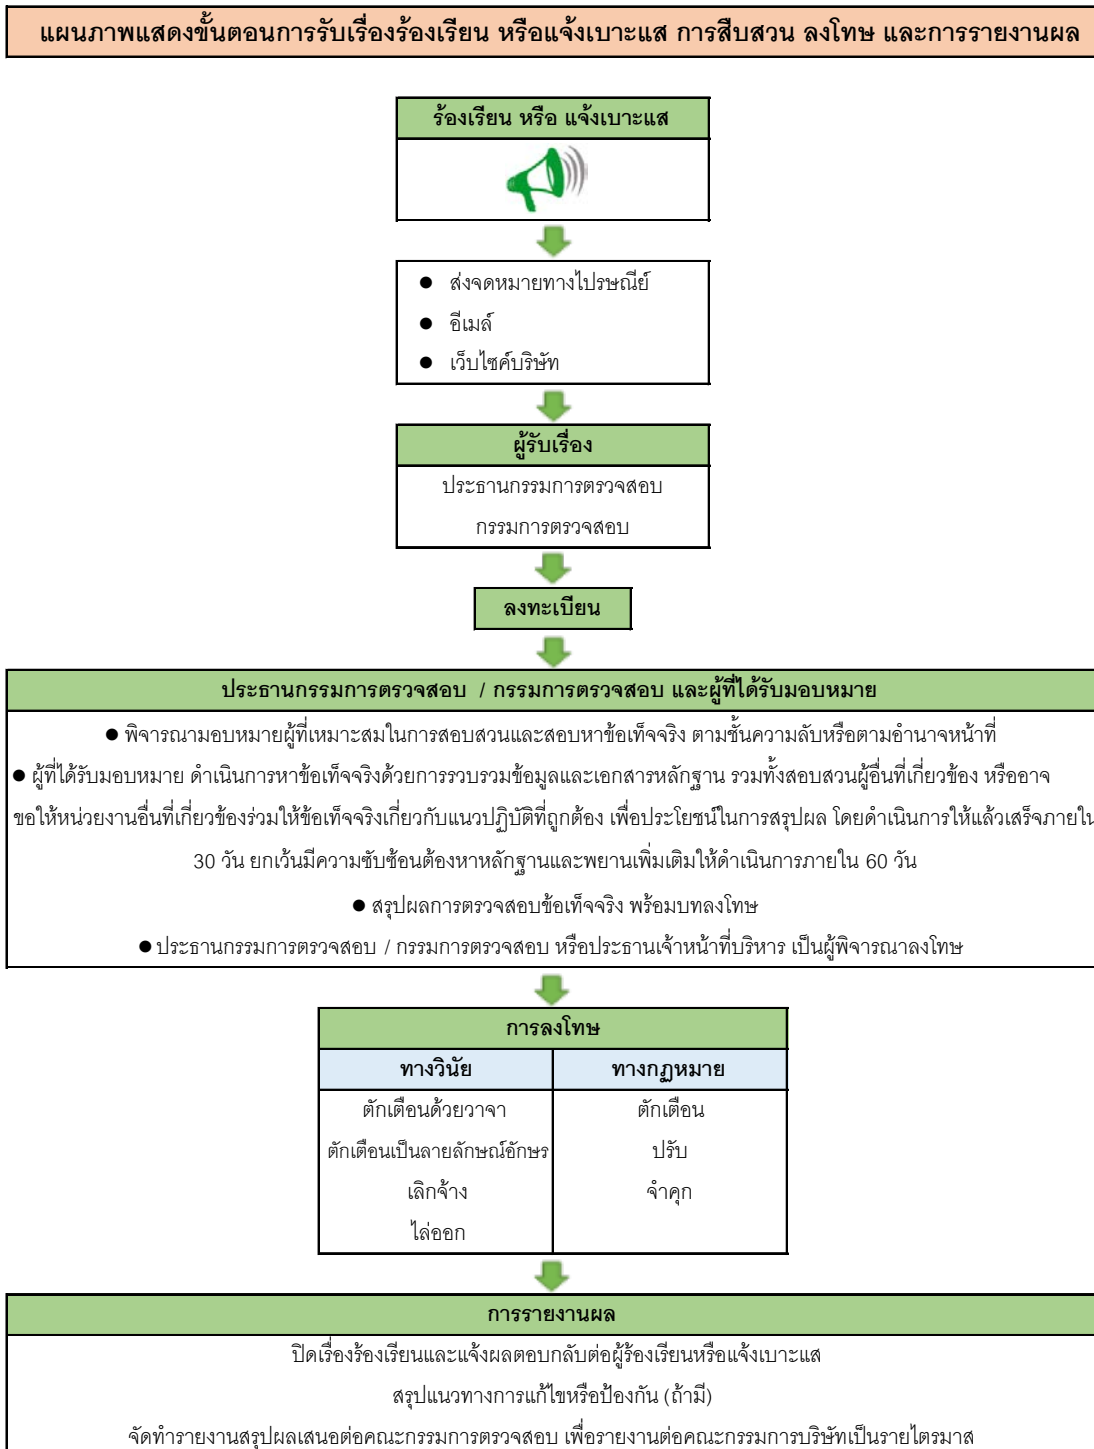 แผนภาพแสดงขั้นตอนการรับเรื่องร้องเรียน หรือแจ้งเบาะแส การสืบสวน ลงโทษ และการรายงานผล
ร้องเรียน หรือ แจ้งเบาะแส
● ส่งจดหมายทางไปรษณีย์
● อีเมล์
● เว็บไซค์บริษัท
ผู้รับเรื่อง
ประธานกรรมการตรวจสอบ
กรรมการตรวจสอบ
ลงทะเบียน
ประธานกรรมการตรวจสอบ / กรรมการตรวจสอบ และผู้ที่ได้รับมอบหมาย
● พิจารณามอบหมายผู้ที่เหมาะสมในการสอบสวนและสอบหาข้อเท็จจริง ตามชั้นความลับหรือตามอำนาจหน้าที่
● ผู้ที่ได้รับมอบหมาย ดำเนินการหาข้อเท็จจริงด้วยการรวบรวมข้อมูลและเอกสารหลักฐาน รวมทั้งสอบสวนผู้อื่นที่เกี่ยวข้อง หรืออาจ
ขอให้หน่วยงานอื่นที่เกี่ยวข้องร่วมให้ข้อเท็จจริงเกี่ยวกับแนวปฏิบัติที่ถูกต้อง เพื่อประโยชน์ในการสรุปผล โดยดำเนินการให้แล้วเสร็จภายใน
30 วัน ยกเว้นมีความซับซ้อนต้องหาหลักฐานและพยานเพิ่มเติมให้ดำเนินการภายใน 60 วัน
● สรุปผลการตรวจสอบข้อเท็จจริง พร้อมบทลงโทษ
● ประธานกรรมการตรวจสอบ / กรรมการตรวจสอบ หรือประธานเจ้าหน้าที่บริหาร เป็นผู้พิจารณาลงโทษ
การลงโทษ
ทางวินัย ทางกฏหมาย
ตักเตือนด้วยวาจา ตักเตือน
ตักเตือนเป็นลายลักษณ์อักษร ปรับ
เลิกจ้าง จำคุก
ไล่ออก
การรายงานผล
ปิดเรื่องร้องเรียนและแจ้งผลตอบกลับต่อผู้ร้องเรียนหรือแจ้งเบาะแส
สรุปแนวทางการแก้ไขหรือป้องกัน (ถ้ามี)
จัดทำรายงานสรุปผลเสนอต่อคณะกรรมการตรวจสอบ เพื่อรายงานต่อคณะกรรมการบริษัทเป็นรายไตรมาส